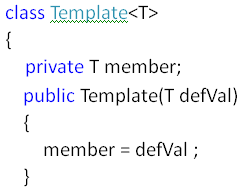 class Template<T>
{
private T member;
public Template(T defVal)
{
member = defVal ;
}